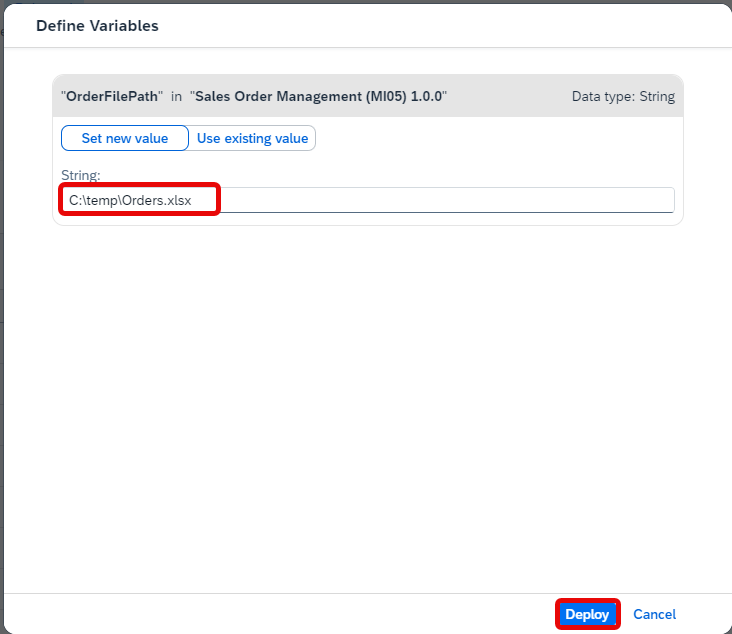 Define Variables
"OrderFilePath" in "Sales Order Management (MI05) 1.0.0" Data type: String
Set new value Use existing value
String:
C:\temp\Orders.xlsx
Deploy Cancel